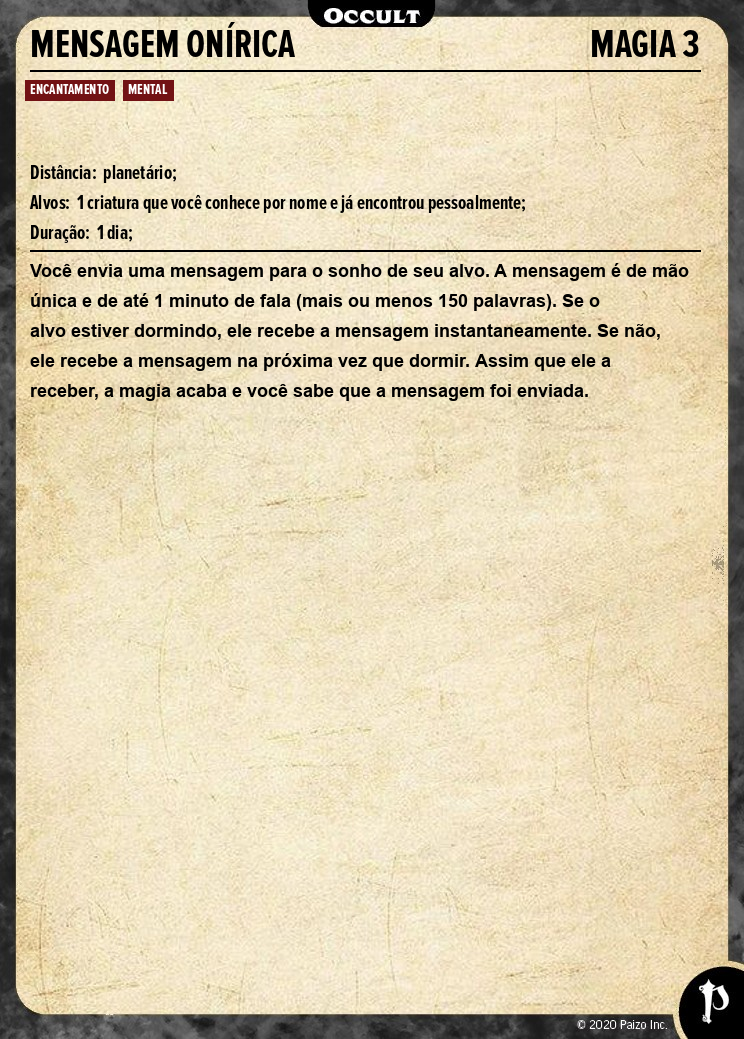 Occult
MENSAGEM ONÍRICA MAGIA 3
ENCANTAMENTO MENTAL
Distância: planetário;
Alvos: 1 criatura que você conhece por nome e já encontrou pessoalmente;
Duração: 1 dia;
Você envia uma mensagem para o sonho de seu alvo. A mensagem é de mão
única e de até 1 minuto de fala (mais ou menos 150 palavras). Se o
alvo estiver dormindo, ele recebe a mensagem instantaneamente. Se não,
ele recebe a mensagem na próxima vez que dormir. Assim que ele a
receber, a magia acaba e você sabe que a mensagem foi enviada.
© 2020 Paizo Inc.
P